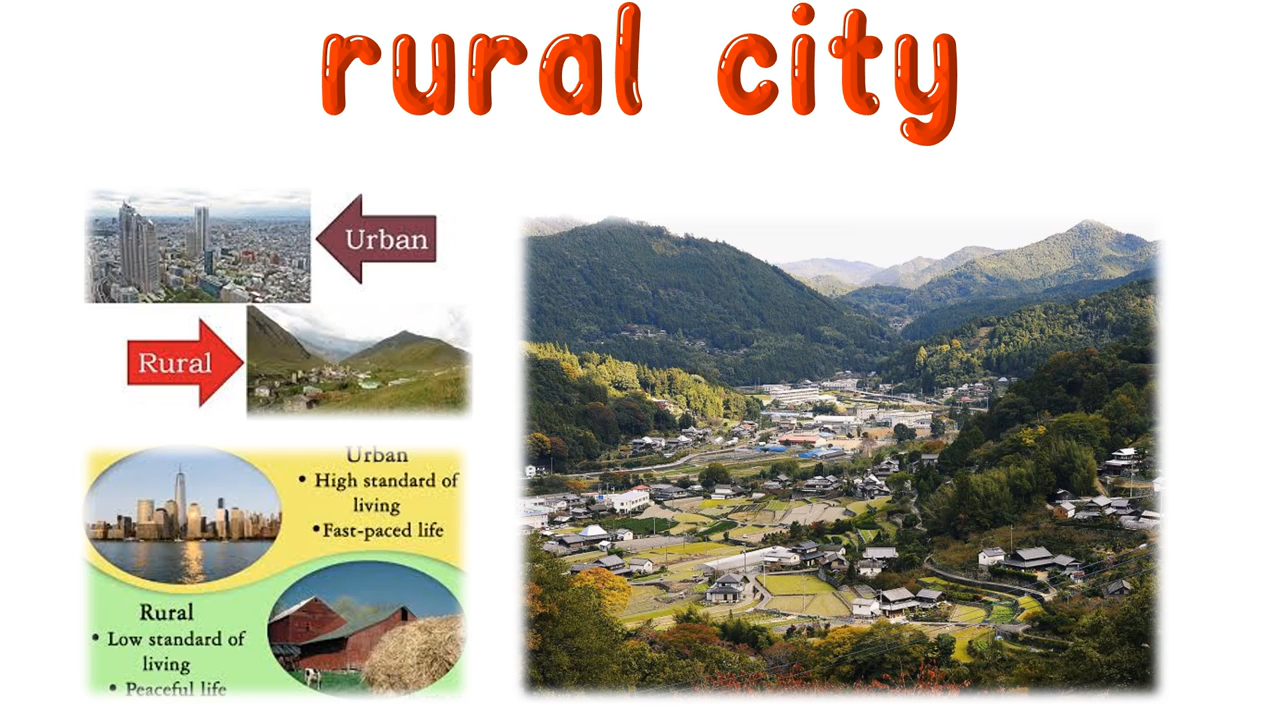 rural city
Urban
Rural
Urban
• High standard of
living
•Fast-paced life
Rural
• Low standard of
living
• Peaceful life